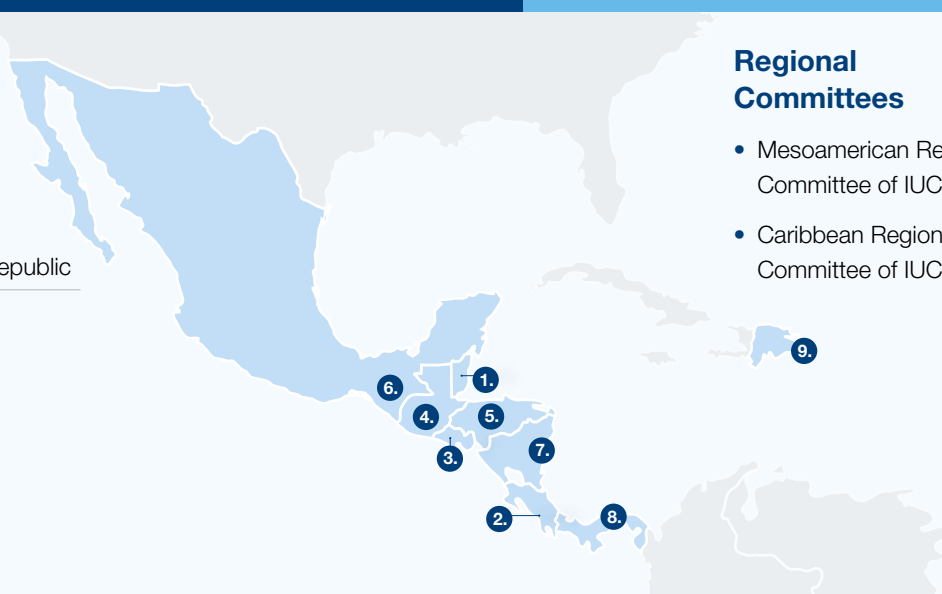 Regional
Committees
• Mesoamerican Re
Committee of IUC
• Caribbean Region
Committee of IUC
epublic
9.
1.
6.
4.
5.
3.
7.
2.
8.